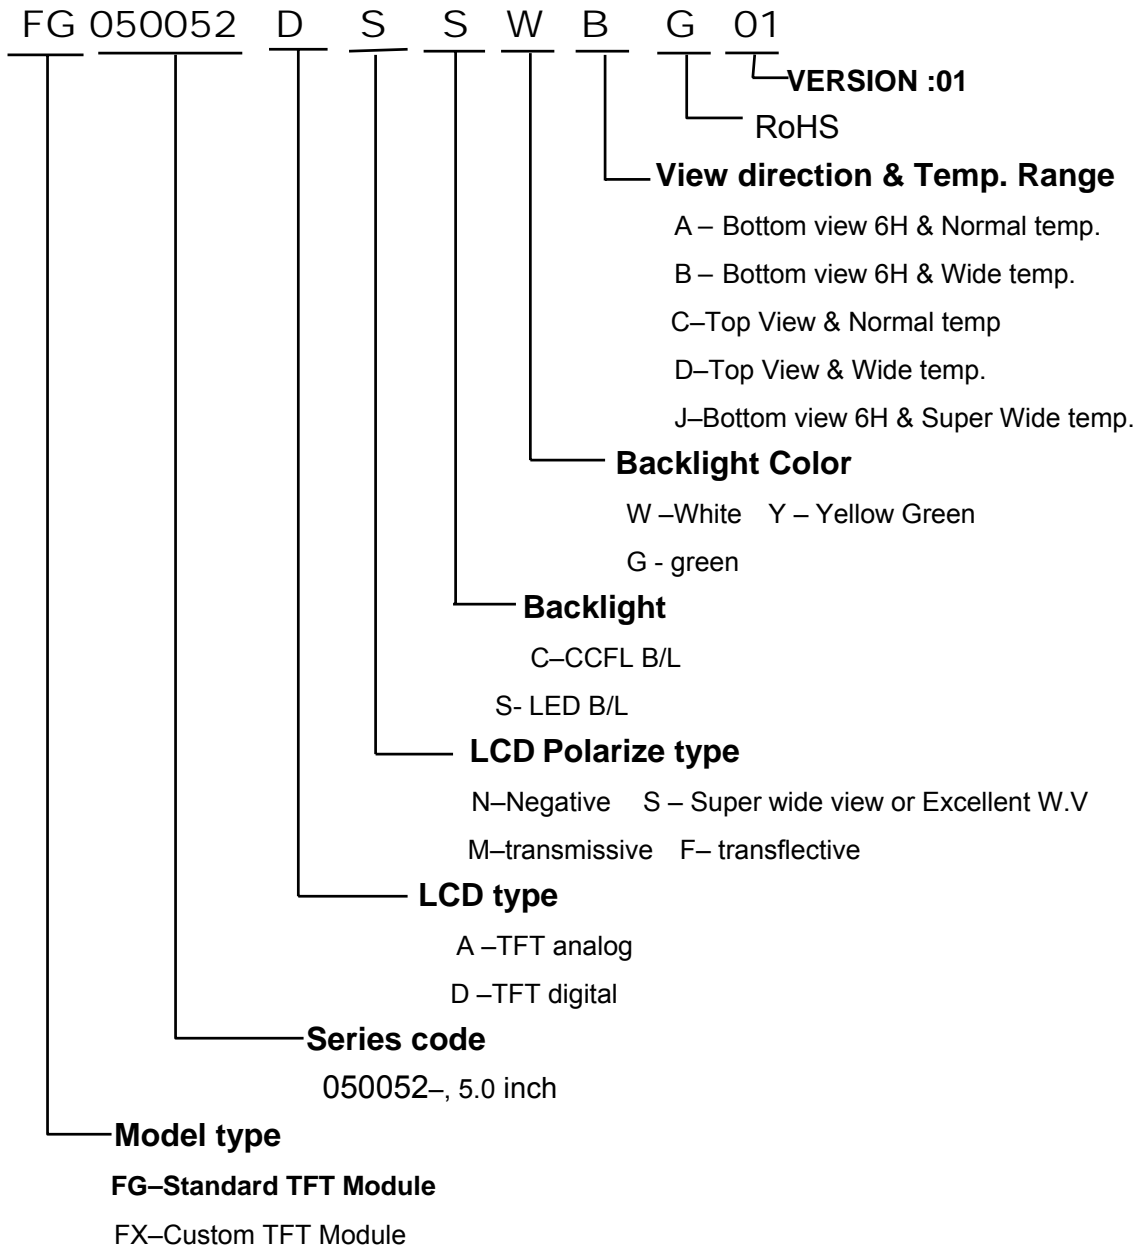 FG 050052 D S S W B G 01
VERSION :01
RoHS
View direction & Temp. Range
A – Bottom view 6H & Normal temp.
B – Bottom view 6H & Wide temp.
C–Top View & Normal temp
D–Top View & Wide temp.
J–Bottom view 6H & Super Wide temp.
Backlight Color
W –White Y – Yellow Green
G - green
Backlight
C–CCFL B/L
S- LED B/L
LCD Polarize type
N–Negative S – Super wide view or Excellent W.V
M–transmissive F– transflective
LCD type
A –TFT analog
D –TFT digital
Series code
050052–, 5.0 inch
Model type
FG–Standard TFT Module
FX–Custom TFT Module